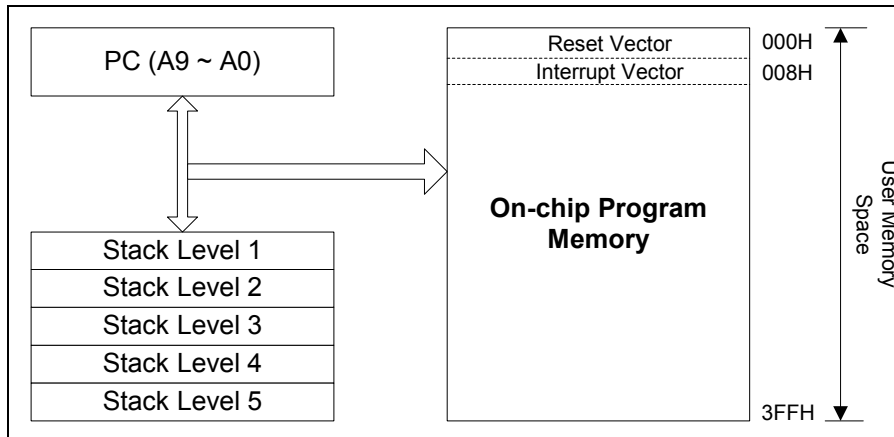 PC (A9 ~ A0)
Stack Level 1
Stack Level 2
Stack Level 3
Stack Level 4
Stack Level 5
Reset Vector
000H
Interrupt Vector
008H
On-chip Program
Memory
3FFH
User Memory
Space